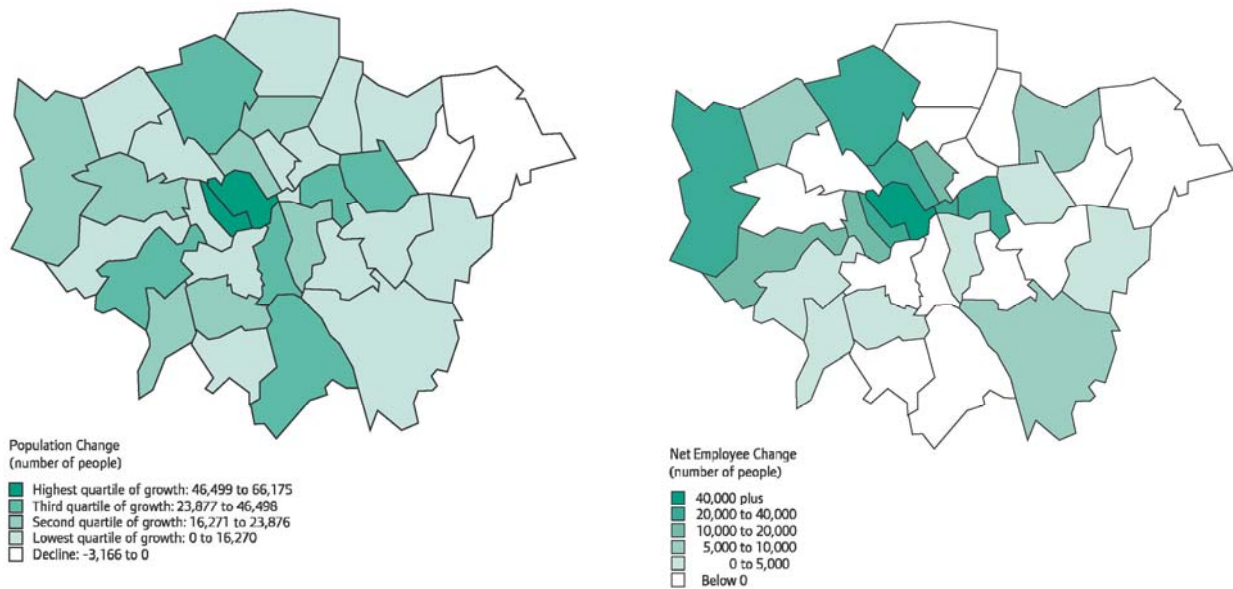 Population Change
(number of people)
Highest quartile of growth: 46,499 to 66,175
Third quartile of growth: 23,877 to 46,498
Second quartile of growth: 16,271 to 23,876
Lowest quartile of growth: 0 to 16,270
Decline: -3,166 to 0
Net Employee Change
(number of people)
40,000 plus
20,000 to 40,000
10,000 to 20,000
5,000 to 10,000
0 to 5,000
Below 0